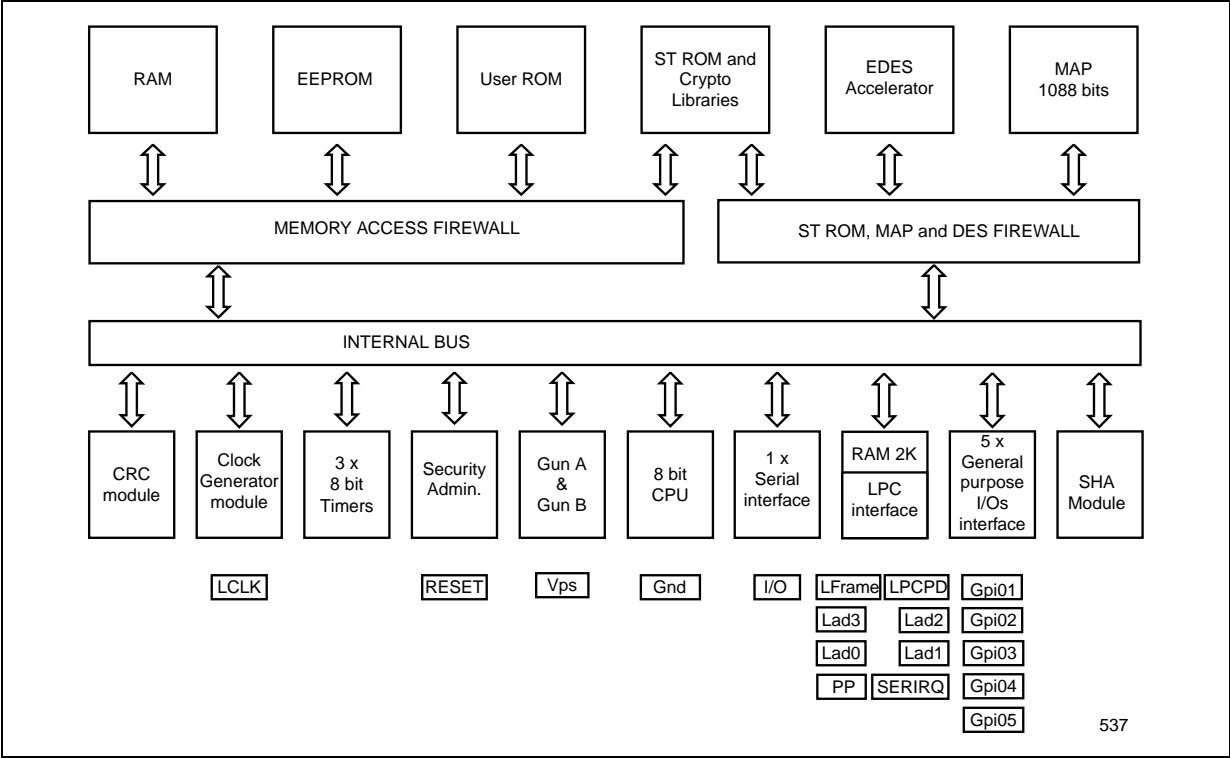 RAM
EEPROM
User ROM
ST ROM and
Crypto
Libraries
EDES
Accelerator
MAP
1088 bits
MEMORY ACCESS FIREWALL
ST ROM, MAP and DES FIREWALL
INTERNAL BUS
CRC
module
Clock
Generator
module
3 x
8 bit
Timers
Security
Admin.
Gun A
&
Gun B
8 bit
CPU
1 x
Serial
interface
RAM 2K
LPC
interface
5 x
General
purpose
I/Os
interface
SHA
Module
LCLK
RESET
Vps
Gnd
I/O
LFrame
LPCPD
Gpi01
Lad3
Lad2
Gpi02
Lad0
Lad1
Gpi03
PP
SERIRQ
Gpi04
Gpi05
537